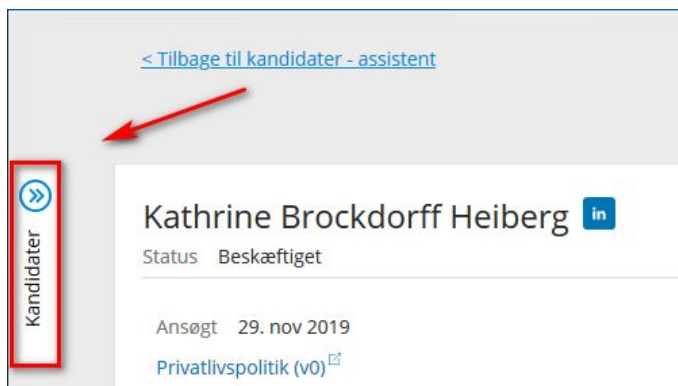 < Tilbage til kandidater - assistent
Kandidater
Kathrine Brockdorff Heiberg in
Status Beskæftiget
Ansøgt 29. nov 2019
Privatlivspolitik (v0)